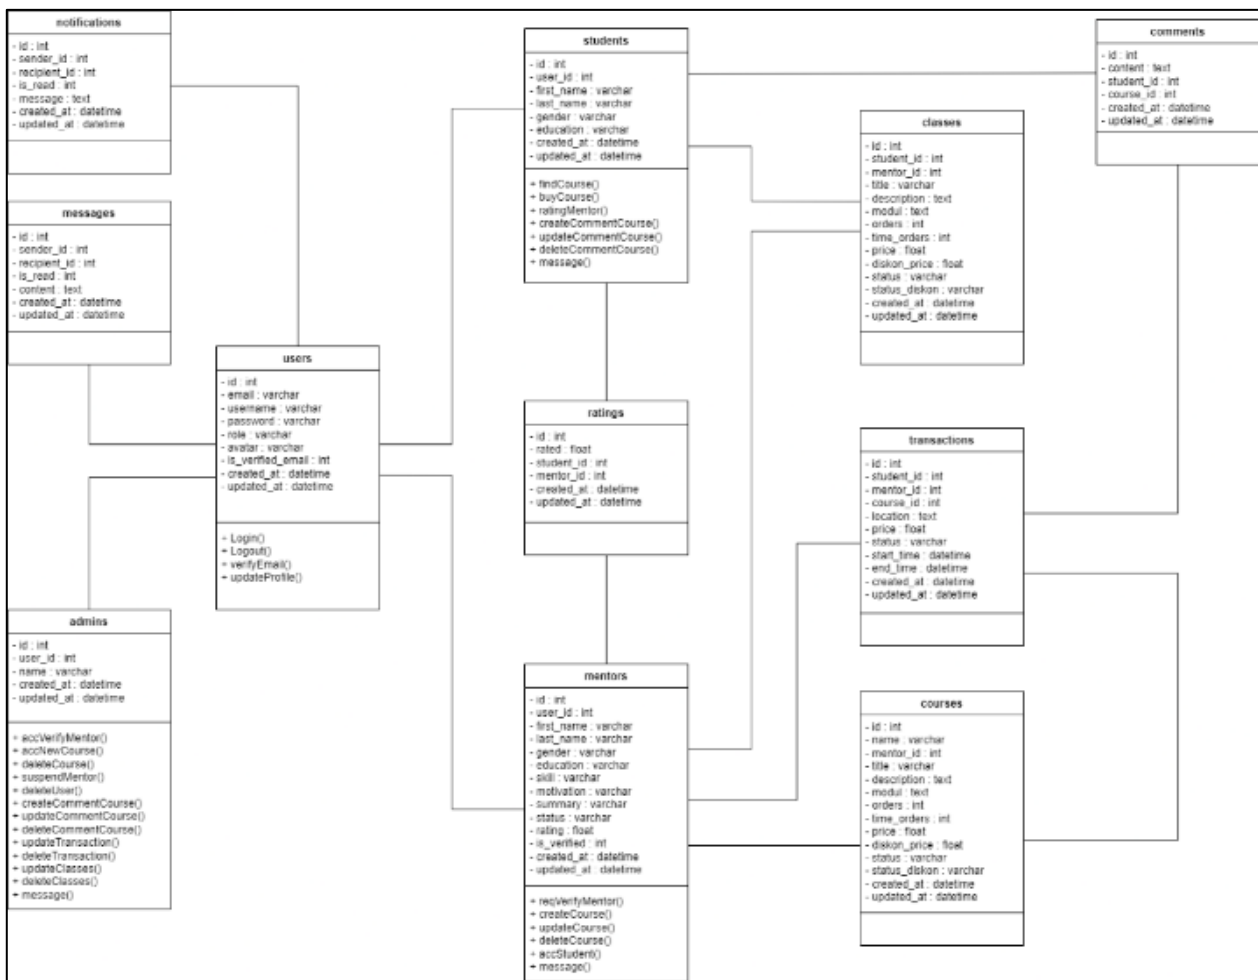 notifications
- id : int
- sender_id : int
- recipient_id : int
- is_read : int
- message : text
- created_at : datetime
- updated_at : datetime
messages
- id : int
- sender_id : int
- recipient_id : int
- is_read : int
- content : text
- created_at : datetime
- updated_at : datetime
admins
- id : int
- user_id : int
- name : varchar
- created_at : datetime
- updated_at : datetime
+ accVerifyMentor()
+ accNewCourse()
+ deleteCourse()
+ suspendMentor()
+ deleteUser()
+ createCommentCourse()
+ updateCommentCourse()
+ deleteCommentCourse()
+ updateTransaction()
+ deleteTransaction()
+ updateClasses()
+ deleteClasses()
+ message()
users
- id : int
- email : varchar
- username : varchar
- password : varchar
- role : varchar
- avatar : varchar
- is_verified_email : int
- created_at : datetime
- updated_at : datetime
+ Login()
+ Logout()
+ verifyEmail()
+ updateProfile()
students
- id : int
- user_id : int
- first_name : varchar
- last_name : varchar
- gender : varchar
- education : varchar
- created_at : datetime
- updated_at : datetime
+ findCourse()
+ buyCourse()
+ ratingMentor()
+ createCommentCourse()
+ updateCommentCourse()
+ deleteCommentCourse()
+ message()
ratings
- id : int
- rated : float
- student_id : int
- mentor_id : int
- created_at : datetime
- updated_at : datetime
mentors
- id : int
- user_id : int
- first_name : varchar
- last_name : varchar
- gender : varchar
- education : varchar
- skill : varchar
- motivation : varchar
- summary : varchar
- status : varchar
- rating : float
- is_verified : int
- created_at : datetime
- updated_at : datetime
+ reqVerifyMentor()
+ createCourse()
+ updateCourse()
+ deleteCourse()
+ accStudent()
+ message()
classes
- id : int
- student_id : int
- mentor_id : int
- title : varchar
- description : text
- modul : text
- orders : int
- time_orders : int
- price : float
- diskon_price : float
- status : varchar
- status_diskon : varchar
- created_at : datetime
- updated_at : datetime
transactions
- id : int
- student_id : int
- mentor_id : int
- course_id : int
- location : text
- price : float
- status : varchar
- start_time : datetime
- end_time : datetime
- created_at : datetime
- updated_at : datetime
courses
- id : int
- name : varchar
- mentor_id : int
- title : varchar
- description : text
- modul : text
- orders : int
- time_orders : int
- price : float
- diskon_price : float
- status : varchar
- status_diskon : varchar
- created_at : datetime
- updated_at : datetime
comments
- id : int
- content : text
- student_id : int
- course_id : int
- created_at : datetime
- updated_at : datetime